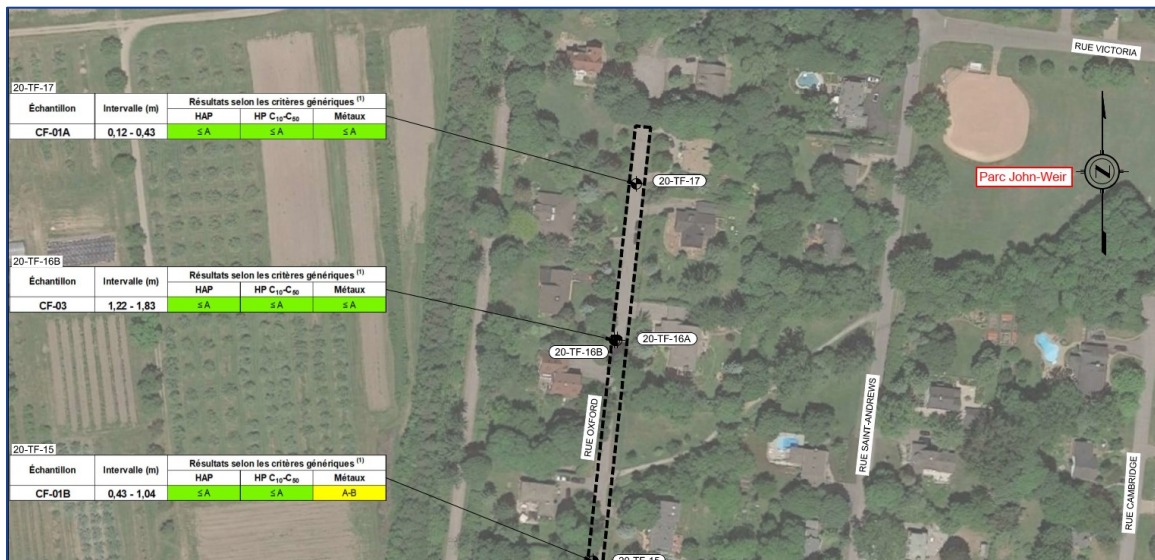 RUE VICTORIA
20-TF-17
Échantillon Intervalle (m) Résultats selon les critères génériques (1)
HAP HP C10-C50 Métaux
CF-01A 0,12 - 0,43 ≤ A ≤ A ≤ A
20-TF-17
Parc John-Weir
N
20-TF-16B
Échantillon Intervalle (m) Résultats selon les critères génériques (1)
HAP HP C10-C50 Métaux
CF-03 1,22 - 1,83 ≤ A ≤ A ≤ A
20-TF-16A
20-TF-16B
RUE OXFORD
RUE SAINT-ANDREWS
RUE CAMBRIDGE
20-TF-15
Échantillon Intervalle (m) Résultats selon les critères génériques (1)
HAP HP C10-C50 Métaux
CF-01B 0,43 - 1,04 ≤ A ≤ A A-B
20-TF-15